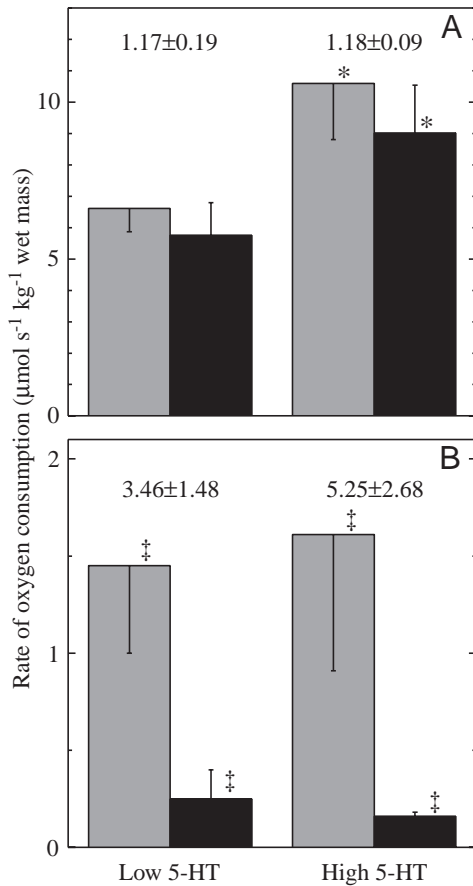 A
1.17±0.19 1.18±0.09
10
* *
5
0
Rate of oxygen consumption (μmol s-1 kg-1 wet mass)
B
2
3.46±1.48 5.25+2.68
‡ ‡
1
‡ ‡
0
Low 5-HT High 5-HT